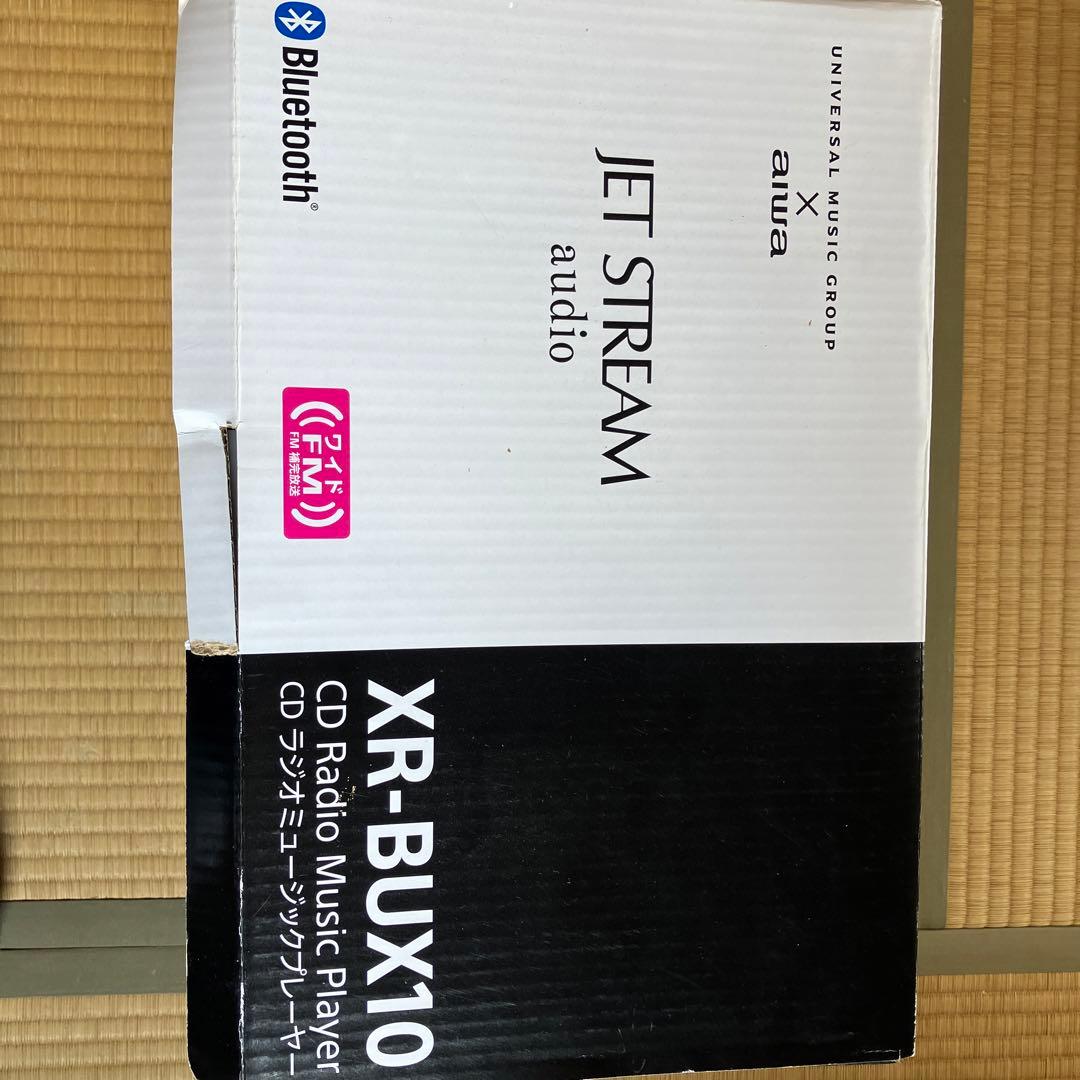 UNIVERSAL MUSIC GROUP
×
aiwa
JET STREAM
audio
Bluetooth®
ワイド
FM
FM 補完放送
XR-BUX10
CD Radio Music Player
CD ラジオミュージックプレーヤー